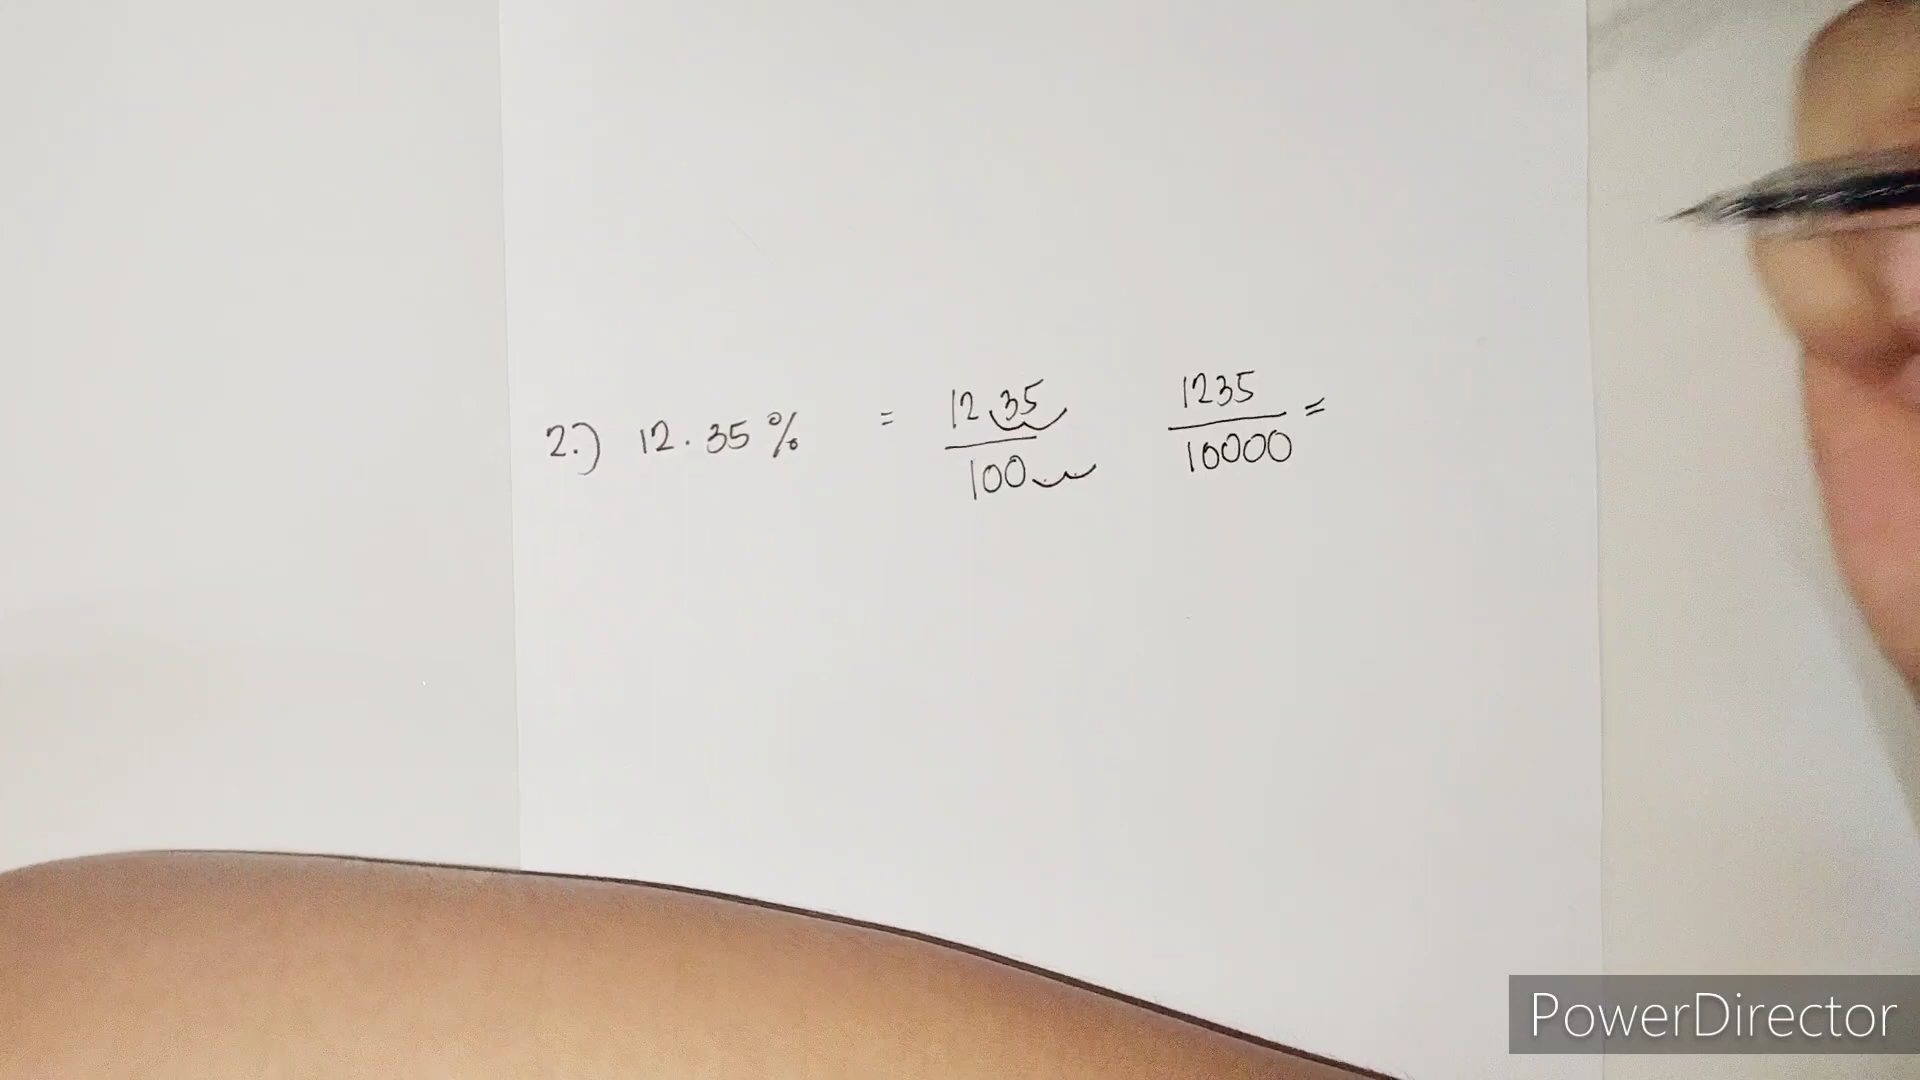 2.) 12.35% = 12.35/100 1235/10000 =
PowerDirector